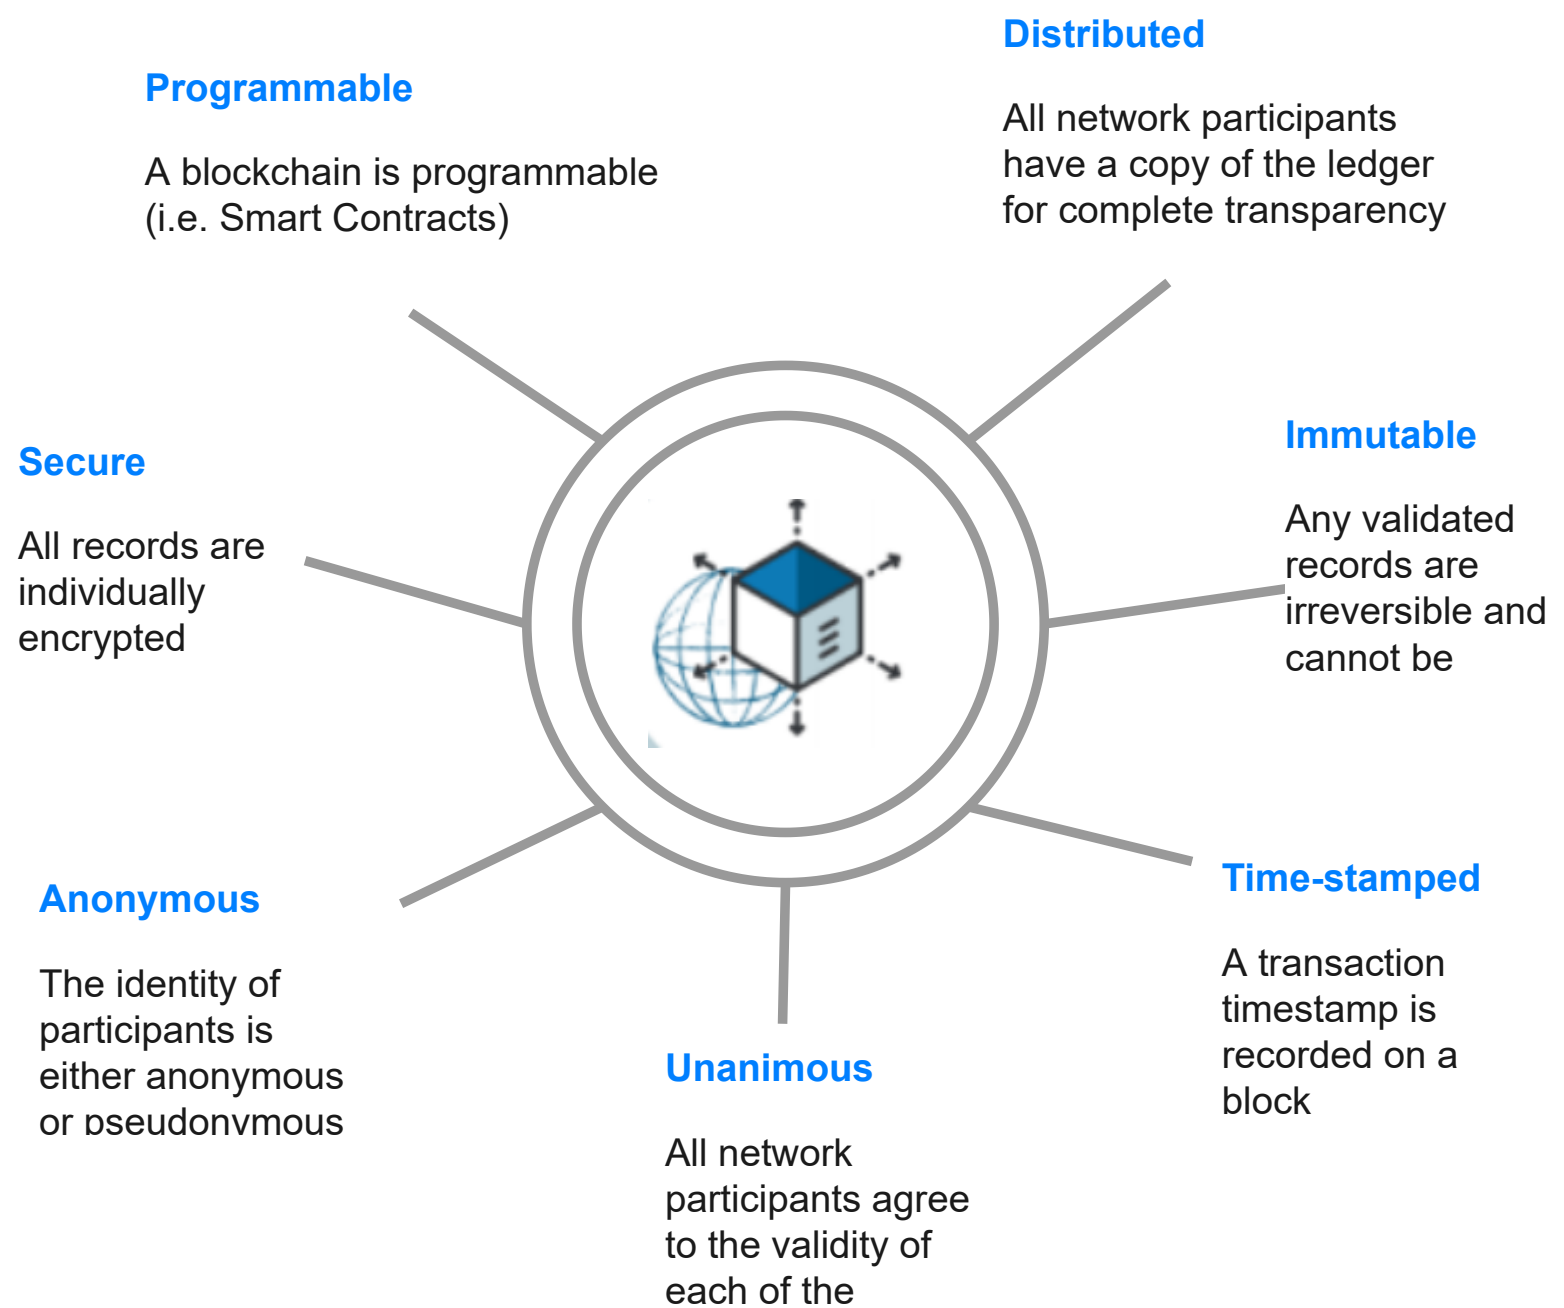 Distributed
All network participants
have a copy of the ledger
for complete transparency
Programmable
A blockchain is programmable
(i.e. Smart Contracts)
Immutable
Any validated
records are
irreversible and
cannot be
Secure
All records are
individually
encrypted
Time-stamped
A transaction
timestamp is
recorded on a
block
Anonymous
The identity of
participants is
either anonymous
or pseudonymous
Unanimous
All network
participants agree
to the validity of
each of the